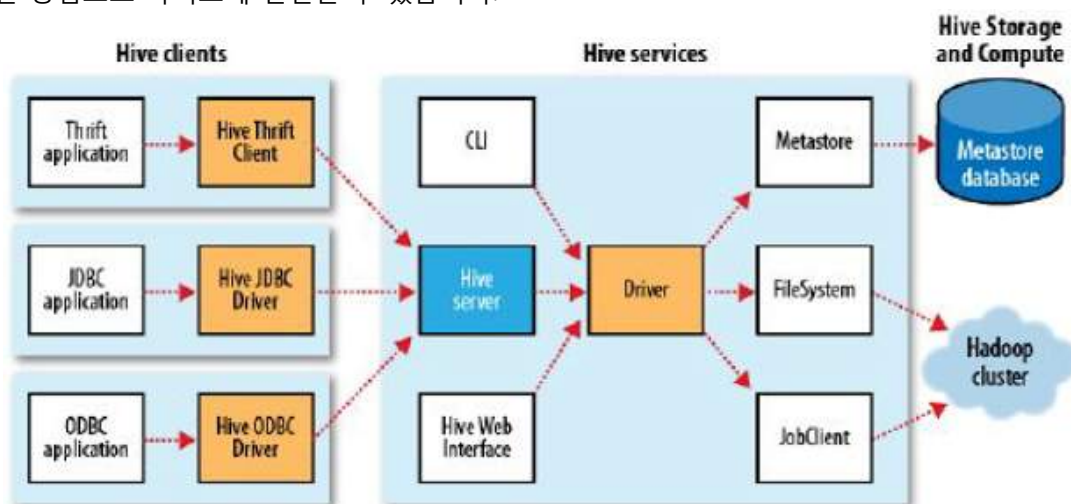 Hive clients
Hive services
Hive Storage
and Compute
Thrift
application
Hive Thrift
Client
CLI
Metastore
Metastore
database
JDBC
application
Hive JDBC
Driver
Hive
server
Driver
FileSystem
Hadoop
cluster
ODBC
application
Hive ODBC
Driver
Hive Web
Interface
JobClient